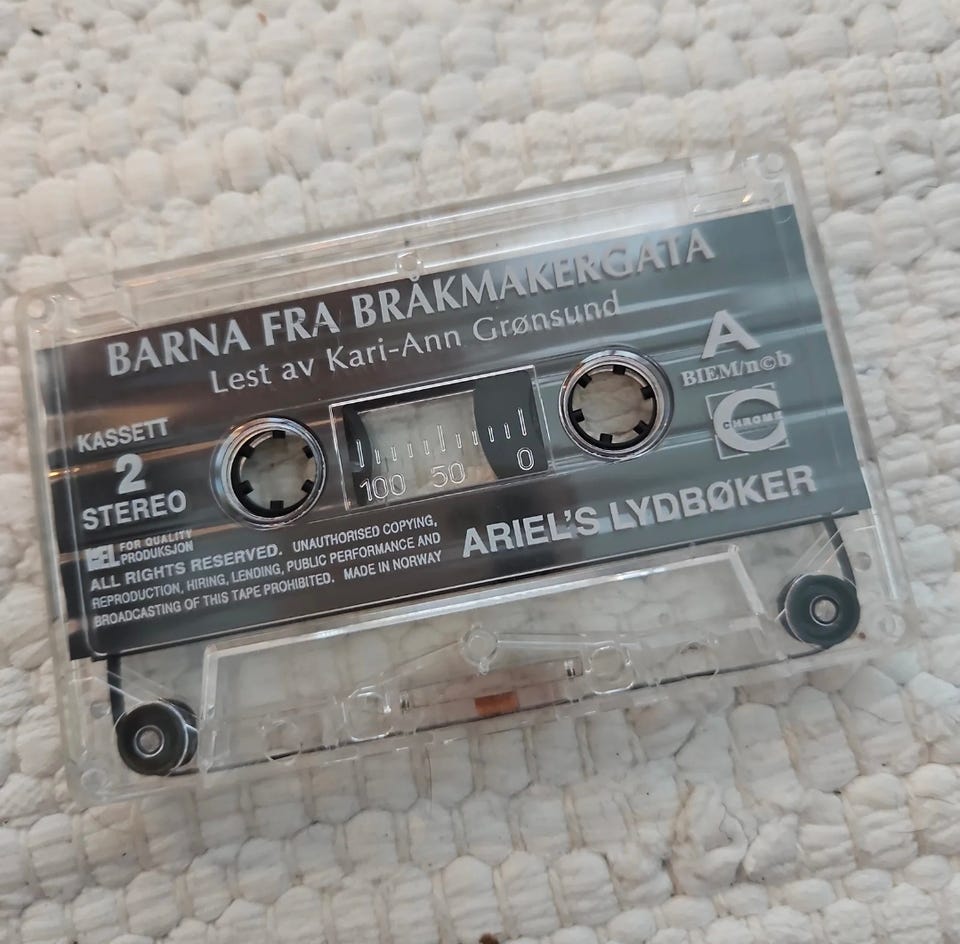 BARNA FRA BRÅKMAKERGATA
Lest av Kari-Ann Grønsund
A
BIEM/n©b
CHROME
KASSETT
2
STEREO
100 50 0
FOR QUALITY
PRODUKSJON
ALL RIGHTS RESERVED. UNAUTHORISED COPYING,
REPRODUCTION, HIRING, LENDING, PUBLIC PERFORMANCE AND
BROADCASTING OF THIS TAPE PROHIBITED. MADE IN NORWAY
ARIEL'S LYDBØKER